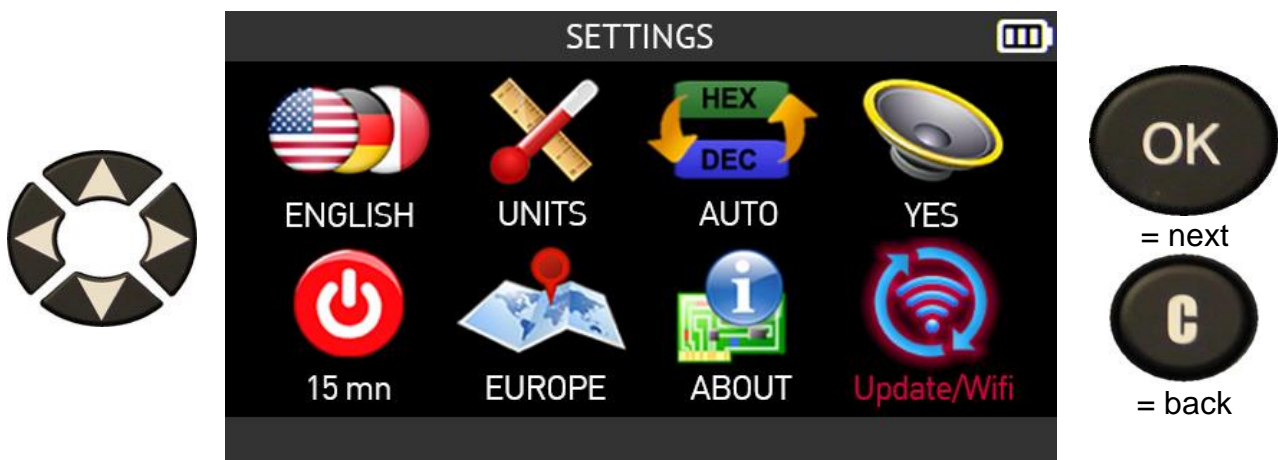 SETTINGS
HEX
DEC
ENGLISH UNITS AUTO YES
i
15 mn EUROPE ABOUT Update/Wifi
OK
= next
C
= back